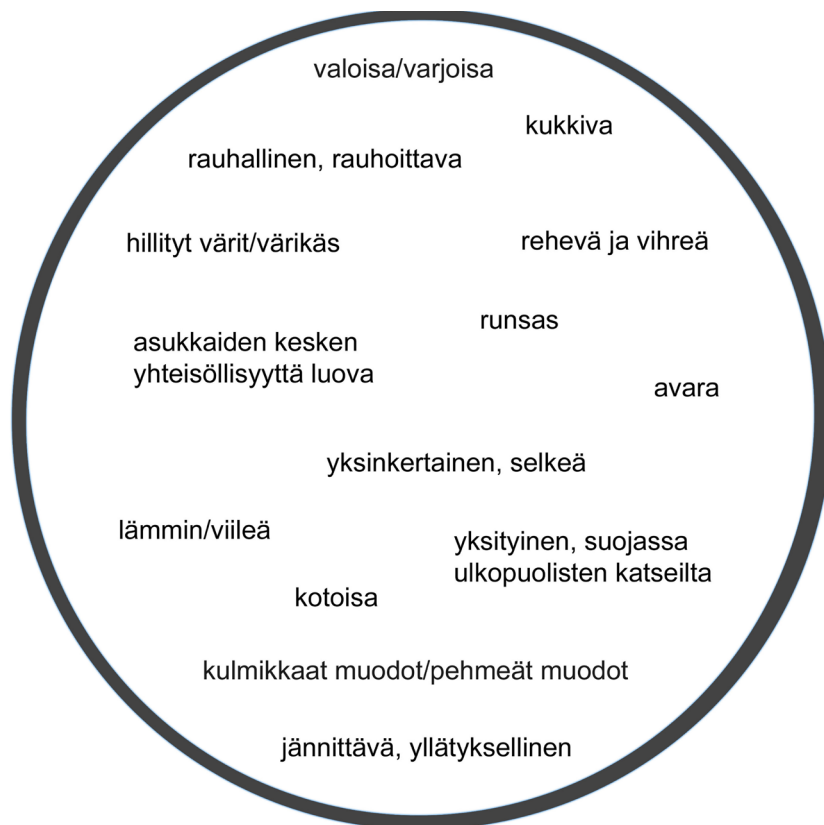 valoisa/varjoisa
kukkiva
rauhallinen, rauhoittava
hillityt värit/värikäs
rehevä ja vihreä
runsas
asukkaiden kesken
yhteisöllisyyttä luova
avara
yksinkertainen, selkeä
lämmin/viileä
yksityinen, suojassa
ulkopuolisten katseilta
kotoisa
kulmikkaat muodot/pehmeät muodot
jännittävä, yllätyksellinen